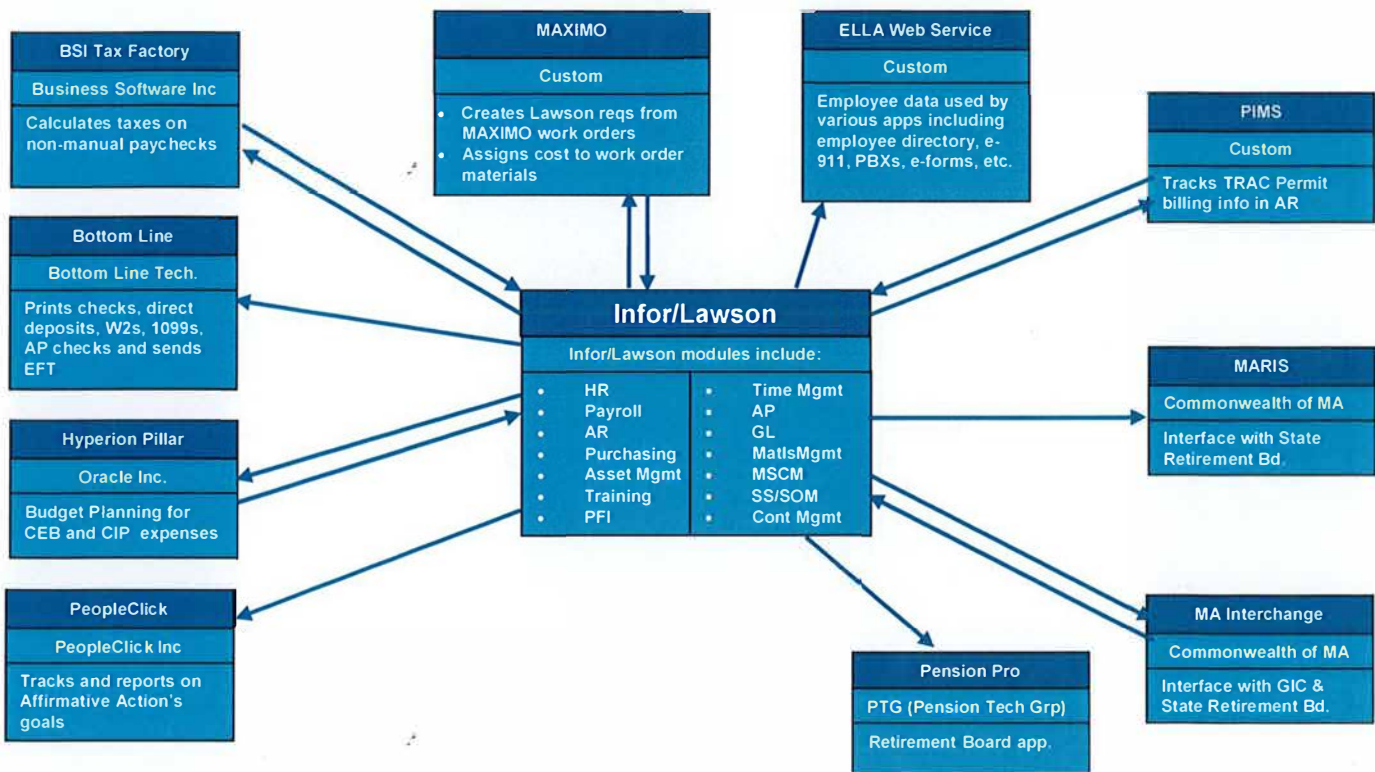 BSI Tax Factory
Business Software Inc
Calculates taxes on
non-manual paychecks
MAXIMO
Custom
• Creates Lawson reqs from
MAXIMO work orders
• Assigns cost to work order
materials
ELLA Web Service
Custom
Employee data used by
various apps including
employee directory, e-
911, PBXs, e-forms, etc.
PIMS
Custom
Tracks TRAC Permit
billing info in AR
Bottom Line
Bottom Line Tech.
Prints checks, direct
deposits, W2s, 1099s,
AP checks and sends
EFT
Infor/Lawson
Infor/Lawson modules include:
• HR
• Payroll
• AR
• Purchasing
• Asset Mgmt
• Training
• PFI
• Time Mgmt
• AP
• GL
• MatlsMgmt
• MSCM
• SS/SOM
• Cont Mgmt
MARIS
Commonwealth of MA
Interface with State
Retirement Bd.
Hyperion Pillar
Oracle Inc.
Budget Planning for
CEB and CIP expenses
PeopleClick
PeopleClick Inc
Tracks and reports on
Affirmative Action's
goals
Pension Pro
PTG (Pension Tech Grp)
Retirement Board app.
MA Interchange
Commonwealth of MA
Interface with GIC &
State Retirement Bd.